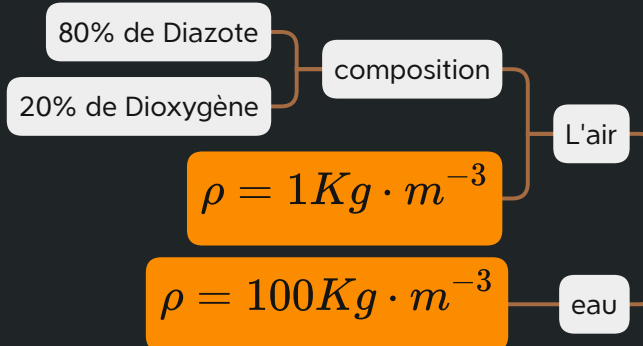 80% de Diazote
composition
20% de Dioxygène
L'air
ρ = 1Kg · m⁻³
ρ = 100Kg · m⁻³
eau